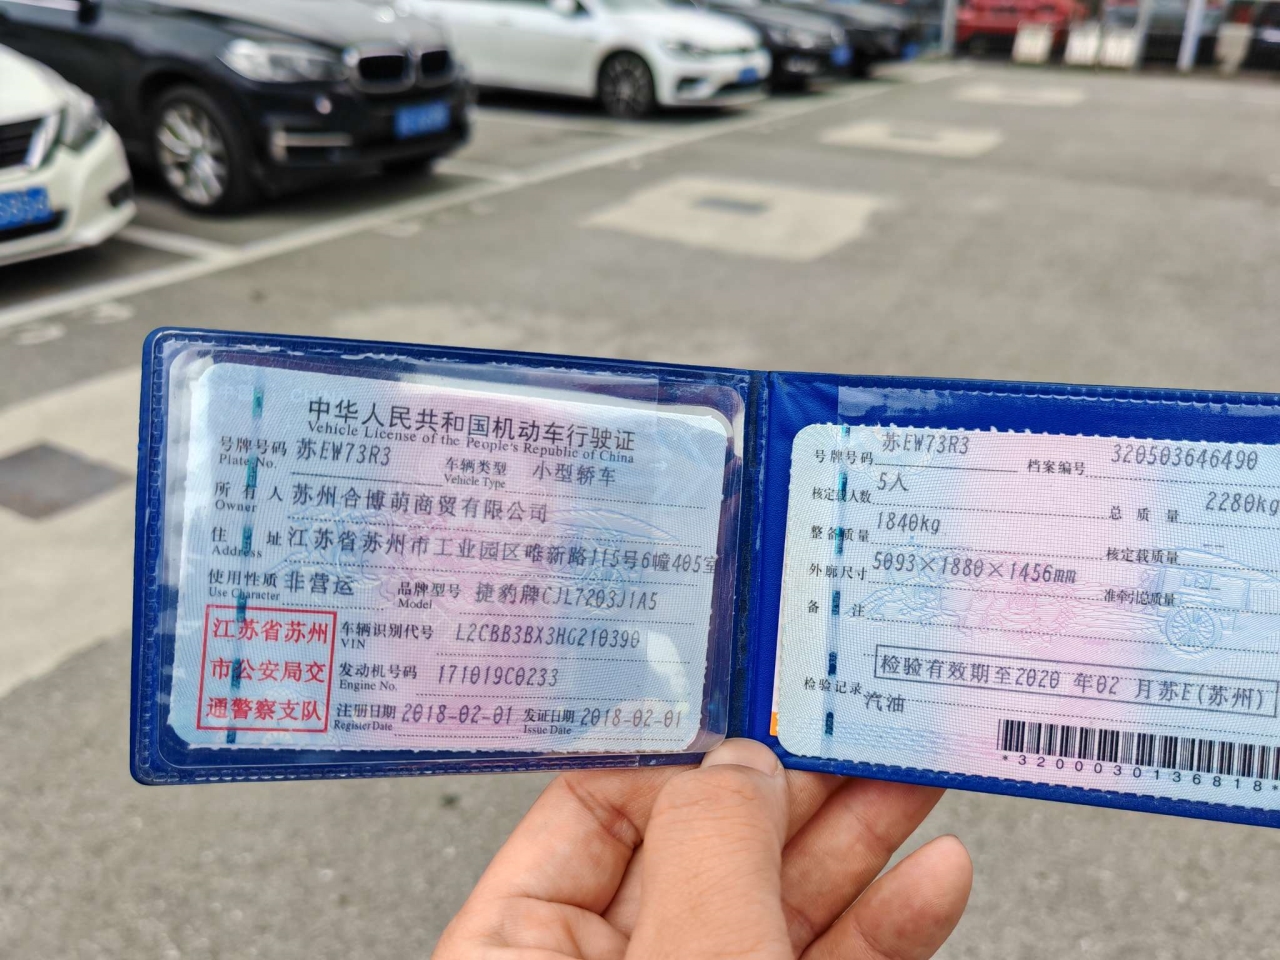 中华人民共和国机动车行驶证
Vehicle License of the People's Republic of China
号牌号码 苏EW73R3 车辆类型 小型轿车
Plate No. Vehicle Type
所有人 苏州合博萌商贸有限公司
Owner
住址 江苏省苏州市工业园区唯新路115号6幢405室
Address
使用性质 非营运 品牌型号 捷豹牌CJL7203J1A5
Use Character Model
江苏省苏州
市公安局交
通警察支队
车辆识别代号 L2CBB3BX3HG210390
VIN
发动机号码 171019C0233
Engine No.
注册日期 2018-02-01 发证日期 2018-02-01
Register Date Issue Date
号牌号码 苏EW73R3 档案编号 320503646490
核定载人数 5人 总质量 2280kg
整备质量 1840kg 核定载质量 --
外廓尺寸 5093×1880×1456mm 准牵引总质量 --
备注
检验有效期至2020 年02 月苏E(苏州)
检验记录 汽油
*3200030136818*